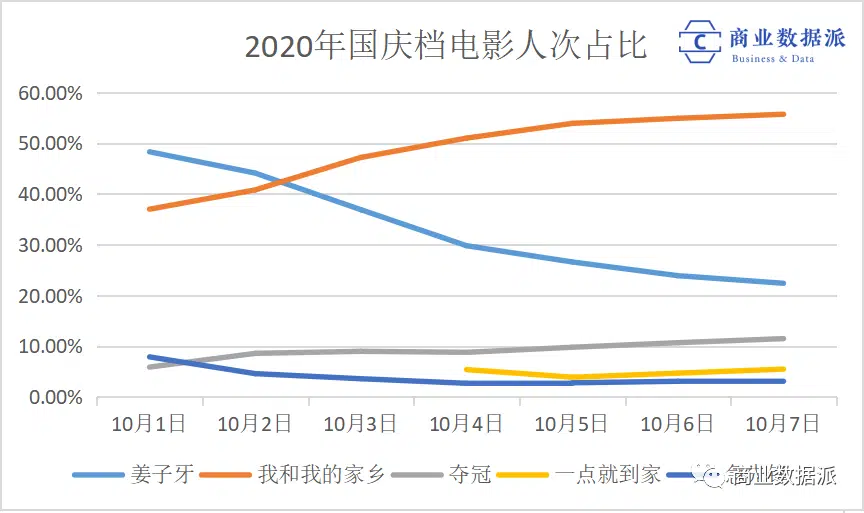 2020年国庆档电影人次占比
商业数据派
Business & Data
60.00%
50.00%
40.00%
30.00%
20.00%
10.00%
0.00%
10月1日 10月2日 10月3日 10月4日 10月5日 10月6日 10月7日
姜子牙 我和我的家乡 夺冠 一点就到家
商业数据派